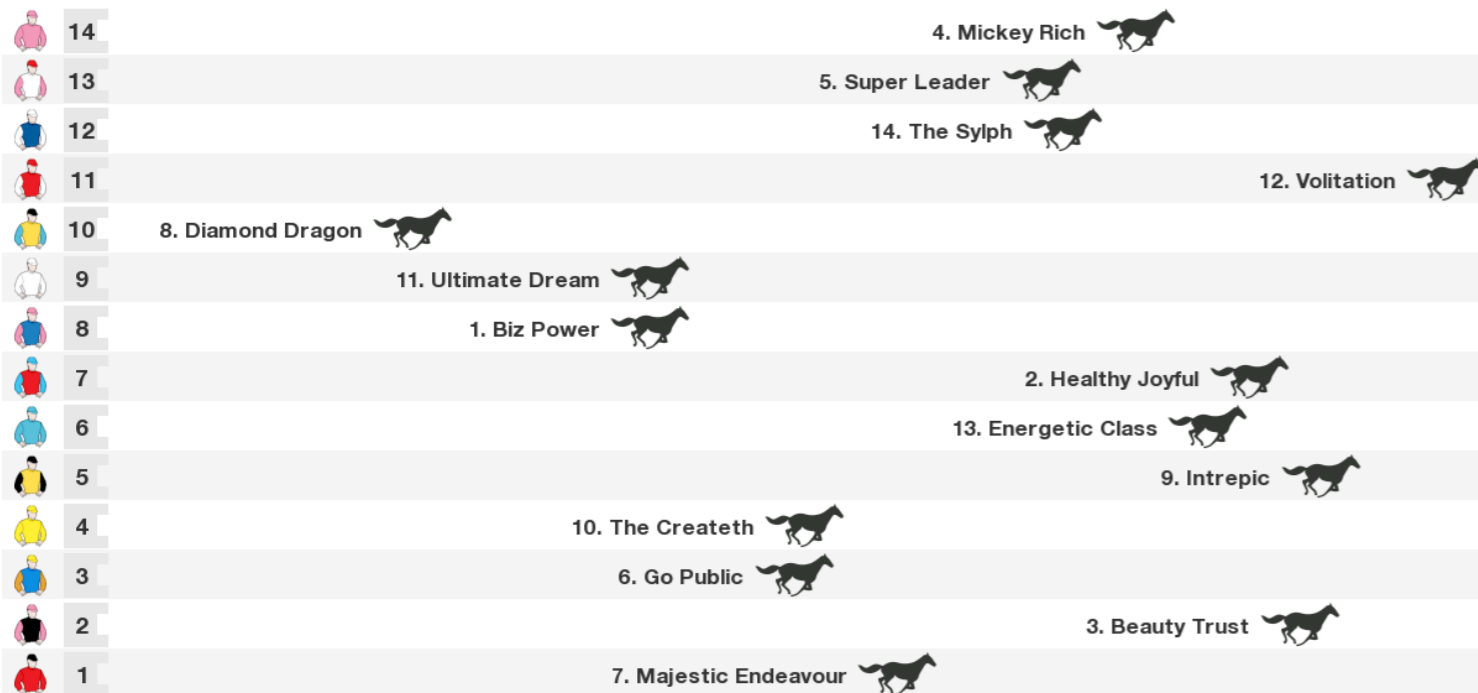 14 4. Mickey Rich
13 5. Super Leader
12 14. The Sylph
11 12. Volitation
10 8. Diamond Dragon
9 11. Ultimate Dream
8 1. Biz Power
7 2. Healthy Joyful
6 13. Energetic Class
5 9. Intrepic
4 10. The Createth
3 6. Go Public
2 3. Beauty Trust
1 7. Majestic Endeavour